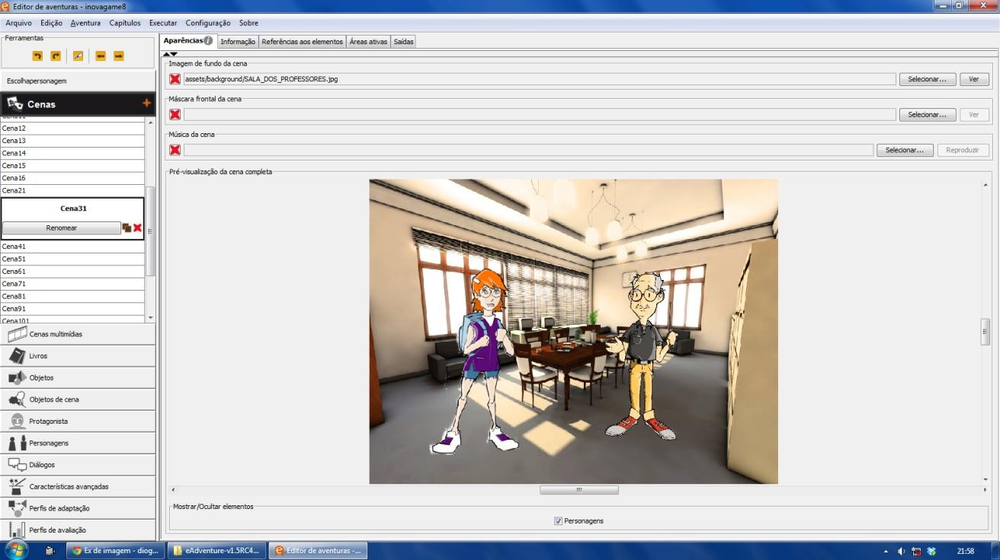 Editor de aventuras - inovagame8
Arquivo Edição Aventura Capítulos Executar Configuração Sobre
Ferramentas
Escolhapersonagem
Cenas
Cena11
Cena12
Cena13
Cena14
Cena15
Cena16
Cena21
Cena31
Renomear
Cena41
Cena51
Cena61
Cena71
Cena81
Cena91
Cena101
Cenas multimídias
Livros
Objetos
Objetos de cena
Protagonista
Personagens
Diálogos
Características avançadas
Perfis de adaptação
Perfis de avaliação
Aparências Informação Referências aos elementos Áreas ativas Saídas
Imagem de fundo da cena
assets/background/SALA_DOS_PROFESSORES.jpg Selecionar... Ver
Máscara frontal da cena
Selecionar... Ver
Música da cena
Selecionar... Reproduzir
Pré-visualização da cena completa
Mostrar/Ocultar elementos
Personagens
Ex de imagem - diog... eAdventure-v1.5RC4... Editor de aventuras -... 21:58